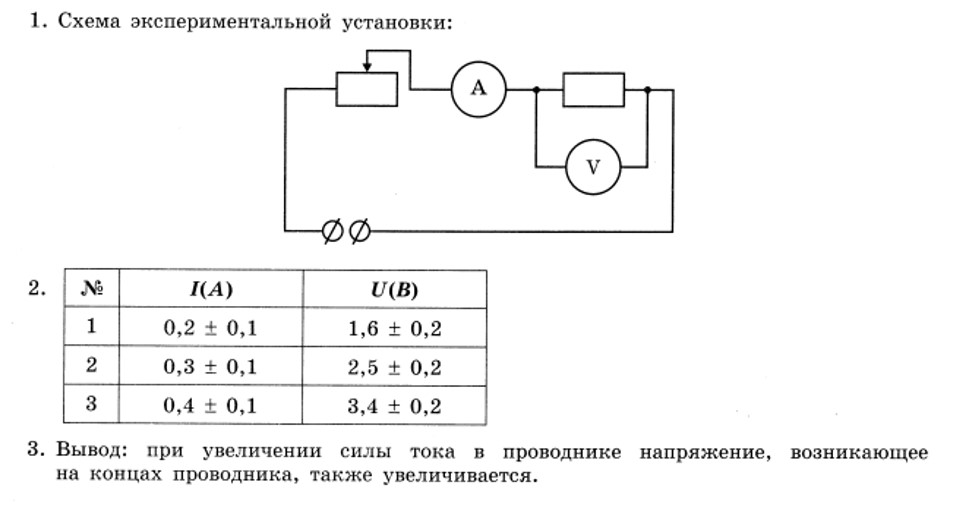 1. Схема экспериментальной установки:
A
V
2. № I(A) U(B)
1 0,2 ± 0,1 1,6 ± 0,2
2 0,3 ± 0,1 2,5 ± 0,2
3 0,4 ± 0,1 3,4 ± 0,2
3. Вывод: при увеличении силы тока в проводнике напряжение, возникающее
на концах проводника, также увеличивается.